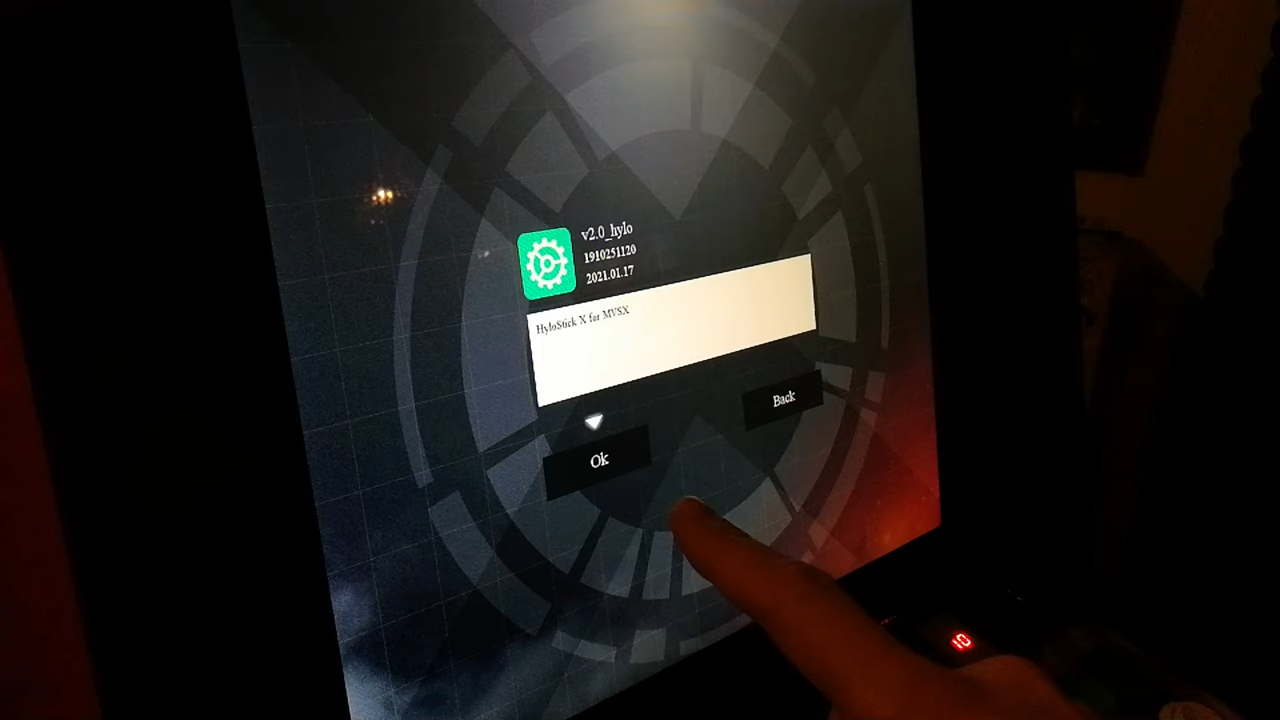 v2.0_hylo
1910251120
2021.01.17
HyloStick X for MVSX
Back
Ok
10